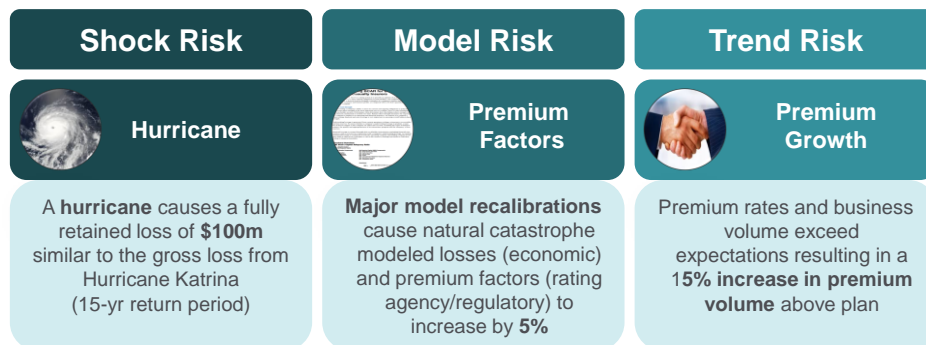 Shock Risk
Model Risk
Trend Risk
Hurricane
Premium
Factors
Premium
Growth
A hurricane causes a fully
retained loss of $100m
similar to the gross loss from
Hurricane Katrina
(15-yr return period)
Major model recalibrations
cause natural catastrophe
modeled losses (economic)
and premium factors (rating
agency/regulatory) to
increase by 5%
Premium rates and business
volume exceed
expectations resulting in a
15% increase in premium
volume above plan